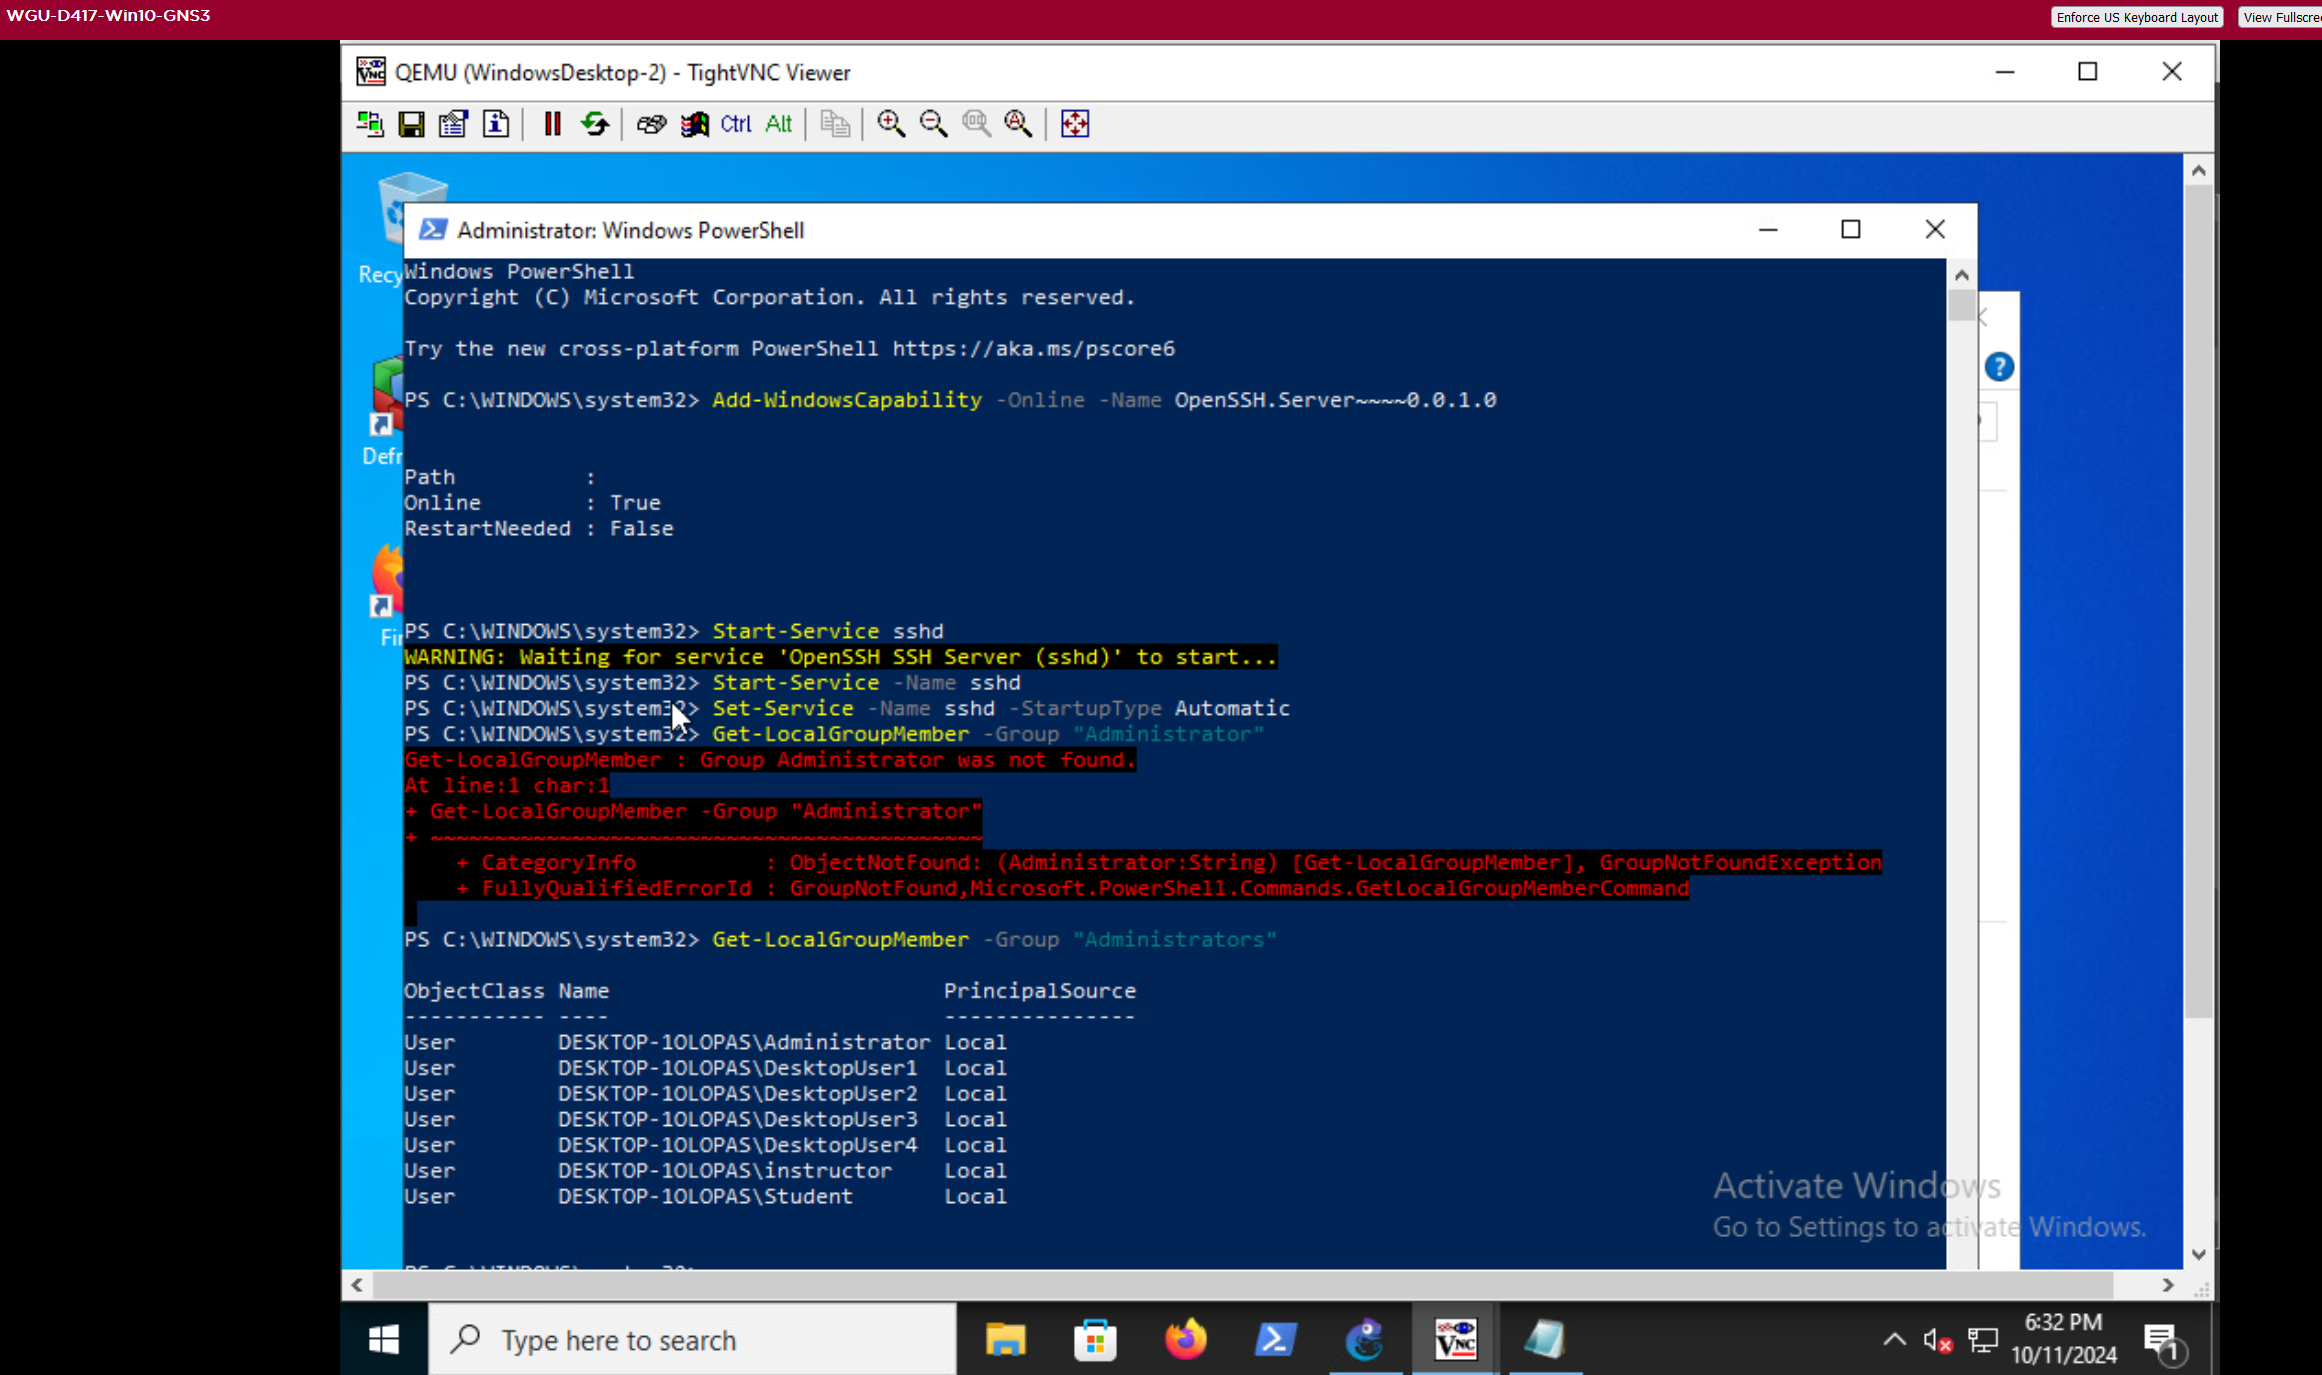 WGU-D417-Win10-GNS3
Enforce US Keyboard Layout
View Fullscre
QEMU (WindowsDesktop-2) - TightVNC Viewer
Ctrl Alt
Administrator: Windows PowerShell
Recy
Windows PowerShell
Copyright (C) Microsoft Corporation. All rights reserved.
Try the new cross-platform PowerShell https://aka.ms/pscore6
PS C:\WINDOWS\system32> Add-WindowsCapability -Online -Name OpenSSH.Server~~~~0.0.1.0
Defr
Path          :
Online        : True
RestartNeeded : False
Fir
PS C:\WINDOWS\system32> Start-Service sshd
WARNING: Waiting for service 'OpenSSH SSH Server (sshd)' to start...
PS C:\WINDOWS\system32> Start-Service -Name sshd
PS C:\WINDOWS\system32> Set-Service -Name sshd -StartupType Automatic
PS C:\WINDOWS\system32> Get-LocalGroupMember -Group "Administrator"
Get-LocalGroupMember : Group Administrator was not found.
At line:1 char:1
+ Get-LocalGroupMember -Group "Administrator"
+ ~~~~~~~~~~~~~~~~~~~~~~~~~~~~~~~~~~~~~~~~~~~
    + CategoryInfo          : ObjectNotFound: (Administrator:String) [Get-LocalGroupMember], GroupNotFoundException
    + FullyQualifiedErrorId : GroupNotFound,Microsoft.PowerShell.Commands.GetLocalGroupMemberCommand
PS C:\WINDOWS\system32> Get-LocalGroupMember -Group "Administrators"
ObjectClass Name                          PrincipalSource
----------- ----                          ---------------
User        DESKTOP-1OLOPAS\Administrator Local
User        DESKTOP-1OLOPAS\DesktopUser1  Local
User        DESKTOP-1OLOPAS\DesktopUser2  Local
User        DESKTOP-1OLOPAS\DesktopUser3  Local
User        DESKTOP-1OLOPAS\DesktopUser4  Local
User        DESKTOP-1OLOPAS\instructor    Local
User        DESKTOP-1OLOPAS\Student       Local
Activate Windows
Go to Settings to activate Windows.
Type here to search
VNC
6:32 PM
10/11/2024
1